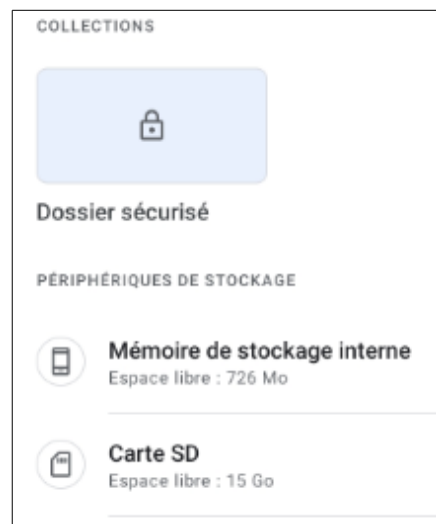 COLLECTIONS
Dossier sécurisé
PÉRIPHÉRIQUES DE STOCKAGE
Mémoire de stockage interne
Espace libre : 726 Mo
Carte SD
Espace libre : 15 Go